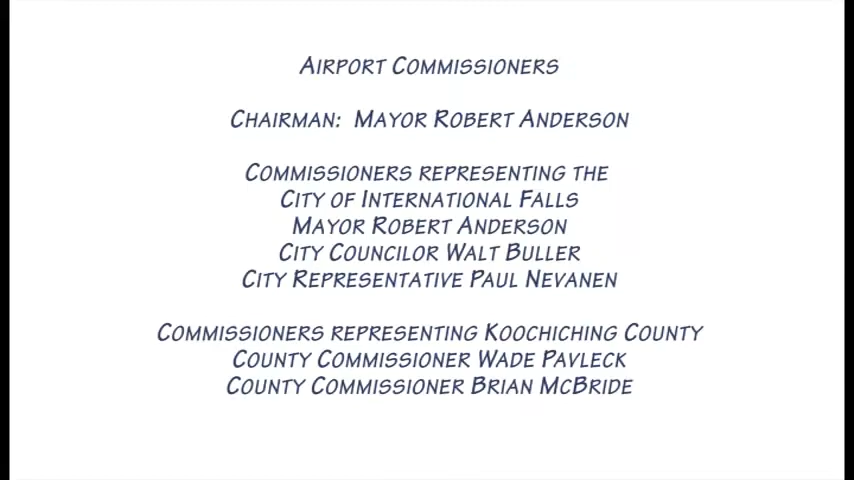 Airport Commissioners
Chairman: Mayor Robert Anderson
Commissioners representing the
City of International Falls
Mayor Robert Anderson
City Councilor Walt Buller
City Representative Paul Nevanen
Commissioners representing Koochiching County
County Commissioner Wade Pavleck
County Commissioner Brian McBride